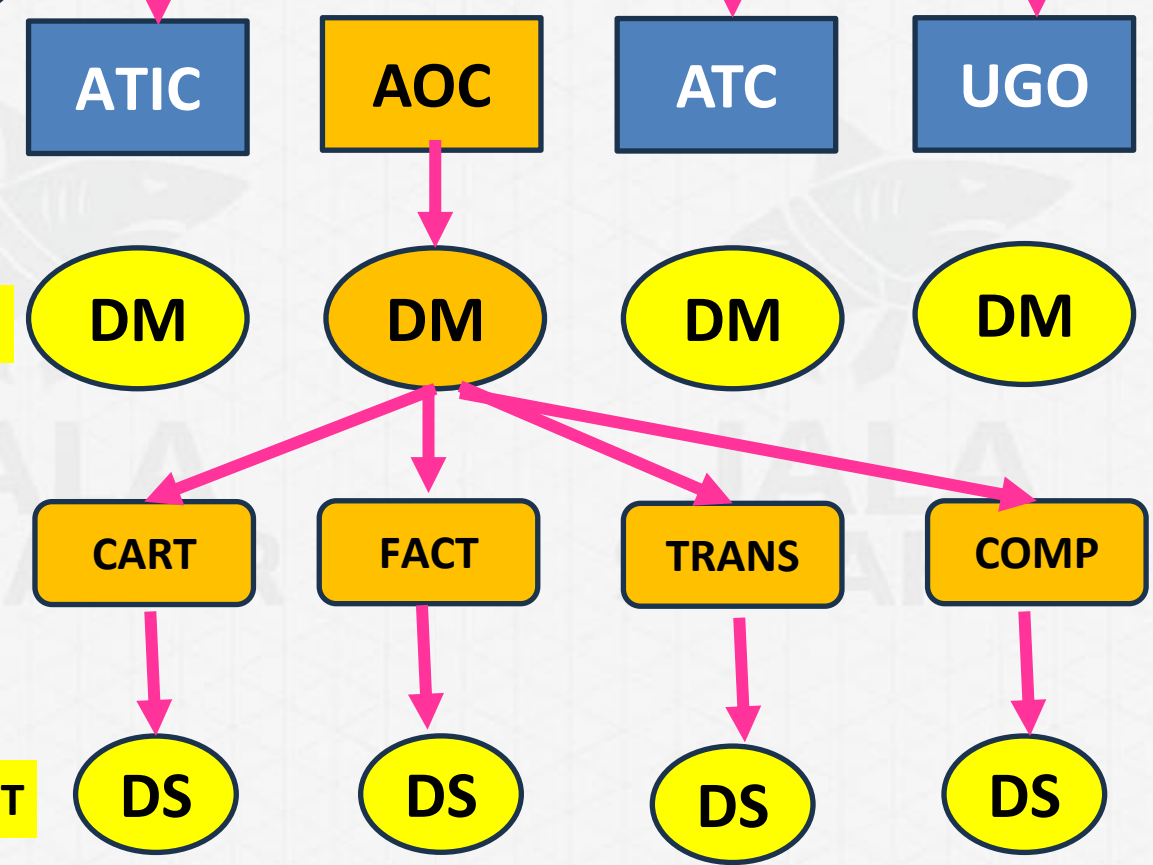 ATIC
AOC
ATC
UGO
DM
DM
DM
DM
CART
FACT
TRANS
COMP
T
DS
DS
DS
DS